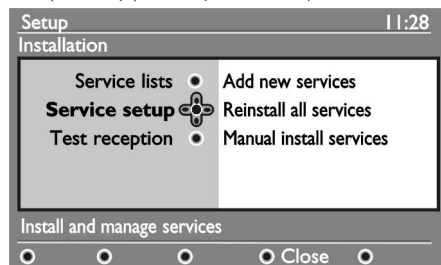 Setup 11:28
Installation
Service lists Add new services
Service setup Reinstall all services
Test reception Manual install services
Install and manage services
Close